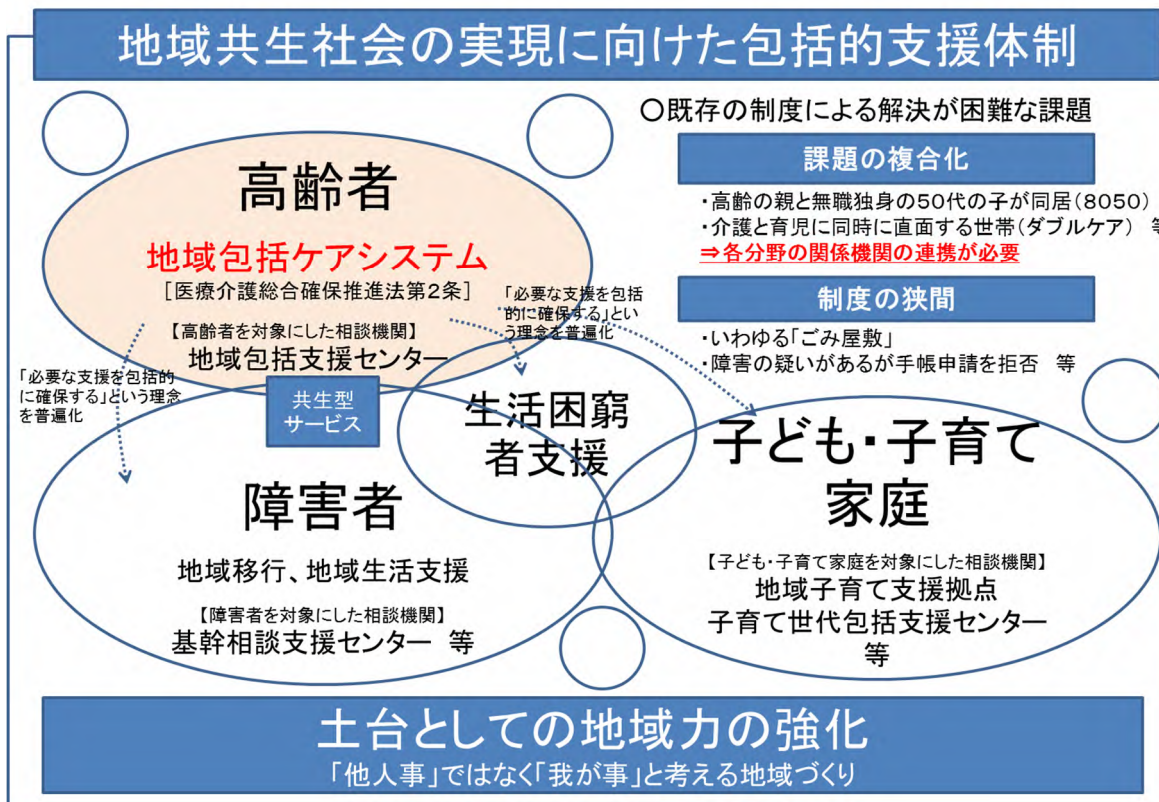 地域共生社会の実現に向けた包括的支援体制
高齢者
地域包括ケアシステム
[医療介護総合確保推進法第2条]
【高齢者を対象にした相談機関】
地域包括支援センター
「必要な支援を包括
的に確保する」とい
う理念を普遍化
「必要な支援を包括的
に確保する」という理念
を普遍化
共生型
サービス
生活困窮
者支援
障害者
地域移行、地域生活支援
【障害者を対象にした相談機関】
基幹相談支援センター 等
〇既存の制度による解決が困難な課題
課題の複合化
・高齢の親と無職独身の50代の子が同居(8050)
・介護と育児に同時に直面する世帯(ダブルケア) 等
⇒各分野の関係機関の連携が必要
制度の狭間
・いわゆる「ごみ屋敷」
・障害の疑いがあるが手帳申請を拒否 等
子ども・子育て
家庭
【子ども・子育て家庭を対象にした相談機関】
地域子育て支援拠点
子育て世代包括支援センター
等
土台としての地域力の強化
「他人事」ではなく「我が事」と考える地域づくり